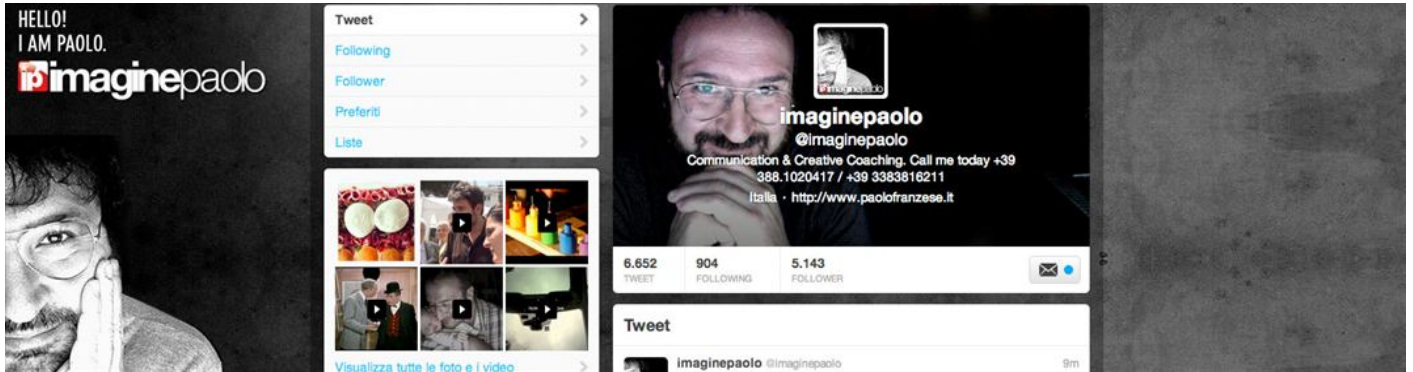 HELLO!
I AM PAOLO.
ip imaginepaolo
Tweet
Following
Follower
Preferiti
Liste
Visualizza tutte le foto e i video
imaginepaolo
imaginepaolo
@imaginepaolo
Communication & Creative Coaching. Call me today +39
388.1020417 / +39 3383816211
Italia · http://www.paolofranzese.it
6.652
TWEET
904
FOLLOWING
5.143
FOLLOWER
Tweet
imaginepaolo @imaginepaolo
9m